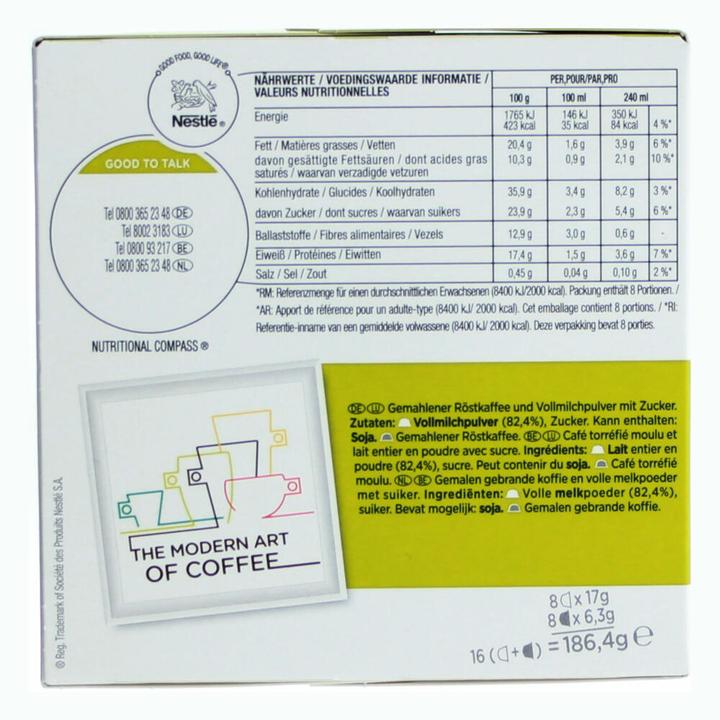 GOOD FOOD, GOOD LIFE®
Nestlé®
GOOD TO TALK
Tel 0800 365 23 48 (DE)
Tel 8002 3183 (LU)
Tel 0800 93 217 (BE)
Tel 0800 365 23 48 (NL)
NUTRITIONAL COMPASS ®
NÄHRWERTE / VOEDINGSWAARDE INFORMATIE / VALEURS NUTRITIONNELLES
PER,POUR/PAR,PRO
100 g 100 ml 240 ml
Energie 1765 kJ 423 kcal 146 kJ 35 kcal 350 kJ 84 kcal 4 %*
Fett / Matières grasses / Vetten 20,4 g 1,6 g 3,9 g 6 %*
davon gesättigte Fettsäuren / dont acides gras saturés / waarvan verzadigde vetzuren 10,3 g 0,9 g 2,1 g 10 %*
Kohlenhydrate / Glucides / Koolhydraten 35,9 g 3,4 g 8,2 g 3 %*
davon Zucker / dont sucres / waarvan suikers 23,9 g 2,3 g 5,4 g 6 %*
Ballaststoffe / Fibres alimentaires / Vezels 12,9 g 3,0 g 0,6 g -
Eiweiß / Protéines / Eiwitten 17,4 g 1,5 g 3,6 g 7 %*
Salz / Sel / Zout 0,45 g 0,04 g 0,10 g 2 %*
*RM: Referenzmenge für einen durchschnittlichen Erwachsenen (8400 kJ/2000 kcal). Packung enthält 8 Portionen. /
*AR: Apport de référence pour un adulte-type (8400 kJ/ 2000 kcal). Cet emballage contient 8 portions. / *RI:
Referentie-inname van een gemiddelde volwassene (8400 kJ/ 2000 kcal). Deze verpakking bevat 8 porties.
(DE) (LU) Gemahlener Röstkaffee und Vollmilchpulver mit Zucker.
Zutaten: Vollmilchpulver (82,4%), Zucker. Kann enthalten:
Soja. Gemahlener Röstkaffee. (BE) (LU) Café torréfié moulu et
lait entier en poudre avec sucre. Ingrédients: Lait entier en
poudre (82,4%), sucre. Peut contenir du soja. Café torréfié
moulu. (NL) (BE) Gemalen gebrande koffie en volle melkpoeder
met suiker. Ingrediënten: Volle melkpoeder (82,4%),
suiker. Bevat mogelijk: soja. Gemalen gebrande koffie.
THE MODERN ART
OF COFFEE
8 x 17g
8 x 6,3g
16 ( + ) = 186,4g e
® Reg. Trademark of Société des Produits Nestlé S.A.